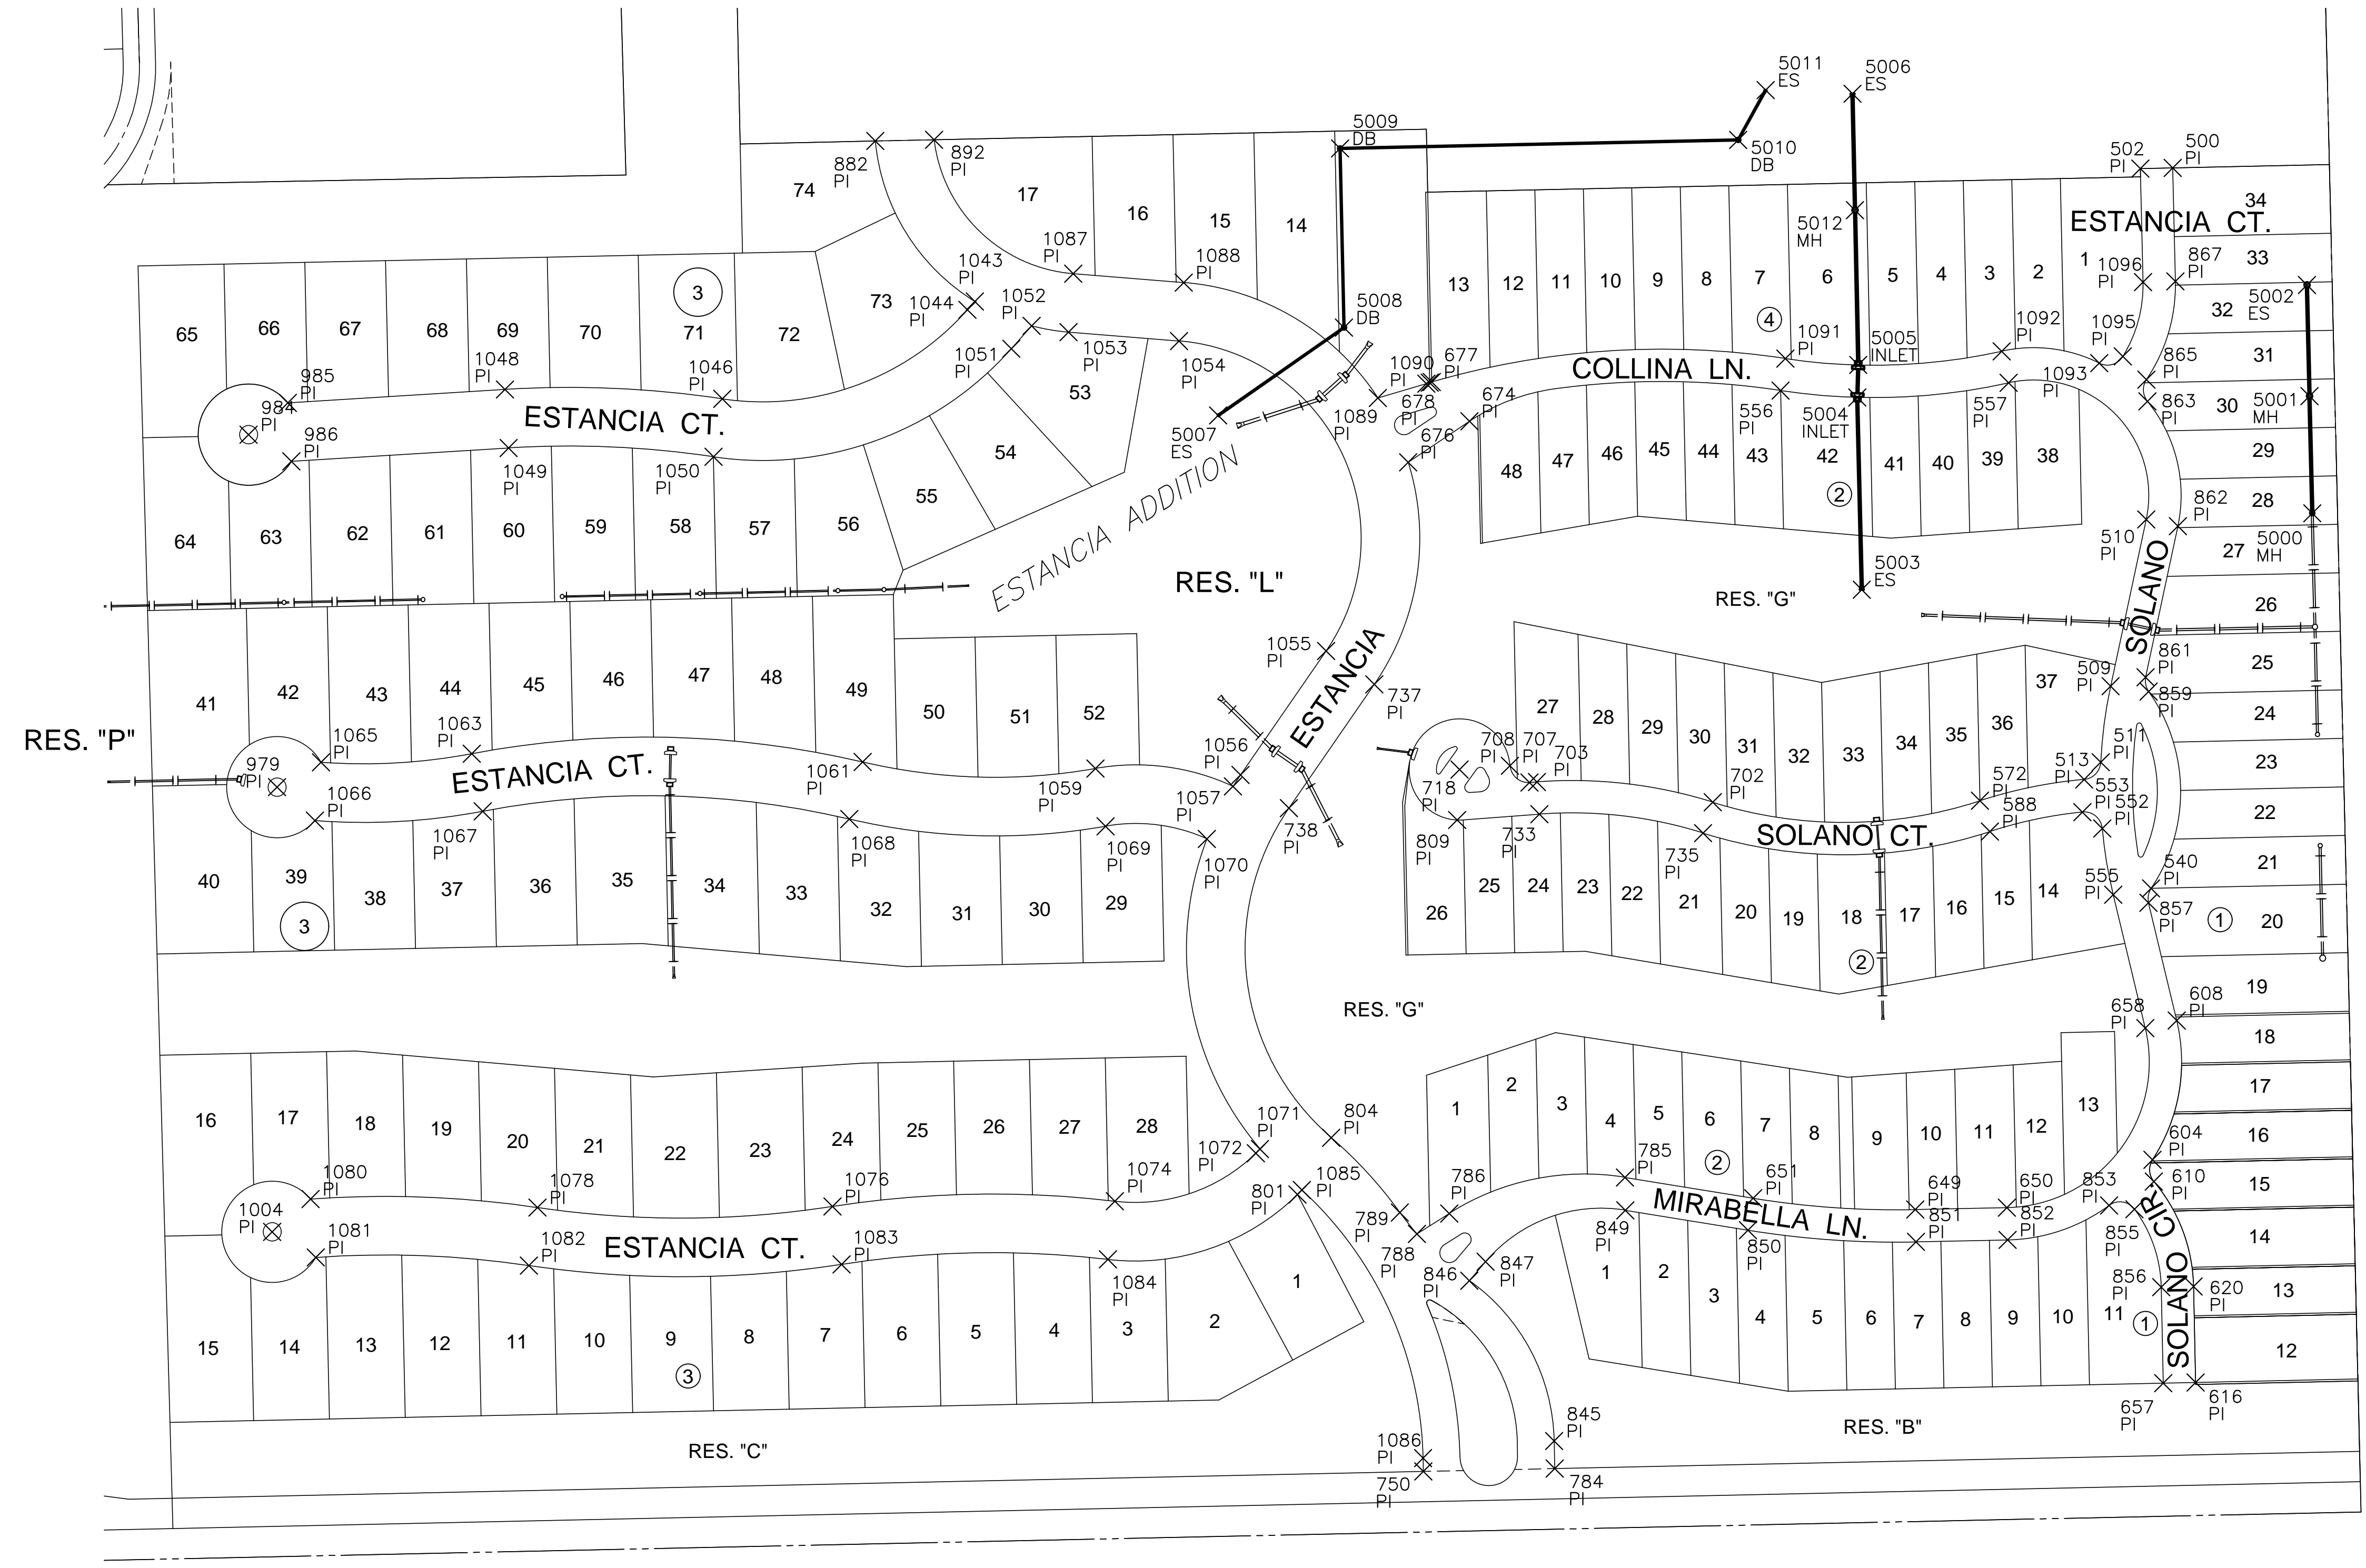 5011
ES
5006
ES
5009
DB
5010
DB
882
PI
892
PI
502
PI
500
PI
74
17
16
15
14
5012
MH
34
ESTANCIA CT.
1087
PI
1088
PI
1043
PI
1044
PI
1052
PI
5008
DB
13
12
11
10
9
8
7
6
5
4
3
2
1
1096
PI
867
PI
33
32
5002
ES
3
4
65
66
67
68
69
70
71
72
73
1048
PI
1046
PI
1051
PI
1053
PI
1054
PI
53
1090
PI
677
PI
COLLINA LN.
1091
PI
5005
INLET
1092
PI
1095
PI
865
PI
31
985
PI
984
PI
986
PI
ESTANCIA CT.
1089
PI
678
PI
674
PI
676
PI
556
PI
5004
INLET
557
PI
1093
PI
863
PI
30
5001
MH
5007
ES
1049
PI
1050
PI
54
55
29
28
862
PI
64
63
62
61
60
59
58
57
56
48
47
46
45
44
43
42
41
40
39
38
2
ESTANCIA ADDITION
510
PI
27
5000
MH
RES. "L"
5003
ES
RES. "G"
SOLANO
26
1055
PI
ESTANCIA
737
PI
509
PI
861
PI
859
PI
25
24
41
42
43
44
45
46
47
48
49
50
51
52
RES. "P"
1065
PI
1063
PI
979
PI
1066
PI
ESTANCIA CT.
1061
PI
1059
PI
1056
PI
1057
PI
27
28
29
30
31
32
33
34
35
36
37
708
PI
707
PI
703
PI
718
PI
702
PI
572
PI
513
PI
511
PI
553
PI
552
PI
588
PI
23
22
1067
PI
1068
PI
1069
PI
1070
PI
738
PI
809
PI
733
PI
735
PI
SOLANO CT.
540
PI
555
PI
857
PI
21
20
1
40
39
38
37
36
35
34
33
32
31
30
29
3
26
25
24
23
22
21
20
19
18
17
16
15
14
2
RES. "G"
658
PI
608
PI
19
18
17
16
15
14
13
12
16
17
18
19
20
21
22
23
24
25
26
27
28
1
2
3
4
5
6
7
8
9
10
11
12
13
2
1080
PI
1078
PI
1076
PI
1074
PI
1072
PI
1071
PI
804
PI
1085
PI
801
PI
786
PI
785
PI
651
PI
649
PI
650
PI
853
PI
604
PI
610
PI
1004
PI
1081
PI
1082
PI
ESTANCIA CT.
1083
PI
1084
PI
789
PI
788
PI
846
PI
847
PI
849
PI
MIRABELLA LN.
850
PI
851
PI
852
PI
855
PI
856
PI
620
PI
SOLANO CIR.
15
14
13
12
11
10
9
8
7
6
5
4
3
2
1
3
1
2
3
4
5
6
7
8
9
10
11
1
657
PI
616
PI
RES. "C"
1086
PI
750
PI
845
PI
784
PI
RES. "B"